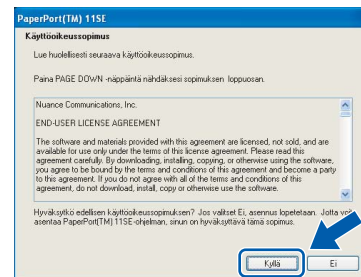 PaperPort(TM) 11SE
Käyttöoikeussopimus
Lue huolellisesti seuraava käyttöoikeussopimus.
Paina PAGE DOWN -näppäintä nähdäksesi sopimuksen loppuosan.
Nuance Communications, Inc.
END-USER LICENSE AGREEMENT
The software and materials provided with this agreement are licensed, not sold, and are
available for use only under the terms of this license agreement. Please read this
agreement carefully. By downloading, installing, copying, or otherwise using the software,
you agree to be bound by the terms and conditions of this agreement and become a party
to this agreement. If you do not agree with all of the terms and conditions of this
agreement, do not download, install, copy or otherwise use the software.
Hyväksytkö edellisen käyttöoikeussopimuksen? Jos valitset Ei, asennus lopetetaan. Jotta
asentaa PaperPort(TM) 11SE-ohjelman, sinun on hyväksyttävä tämä sopimus.
Kyllä
Ei